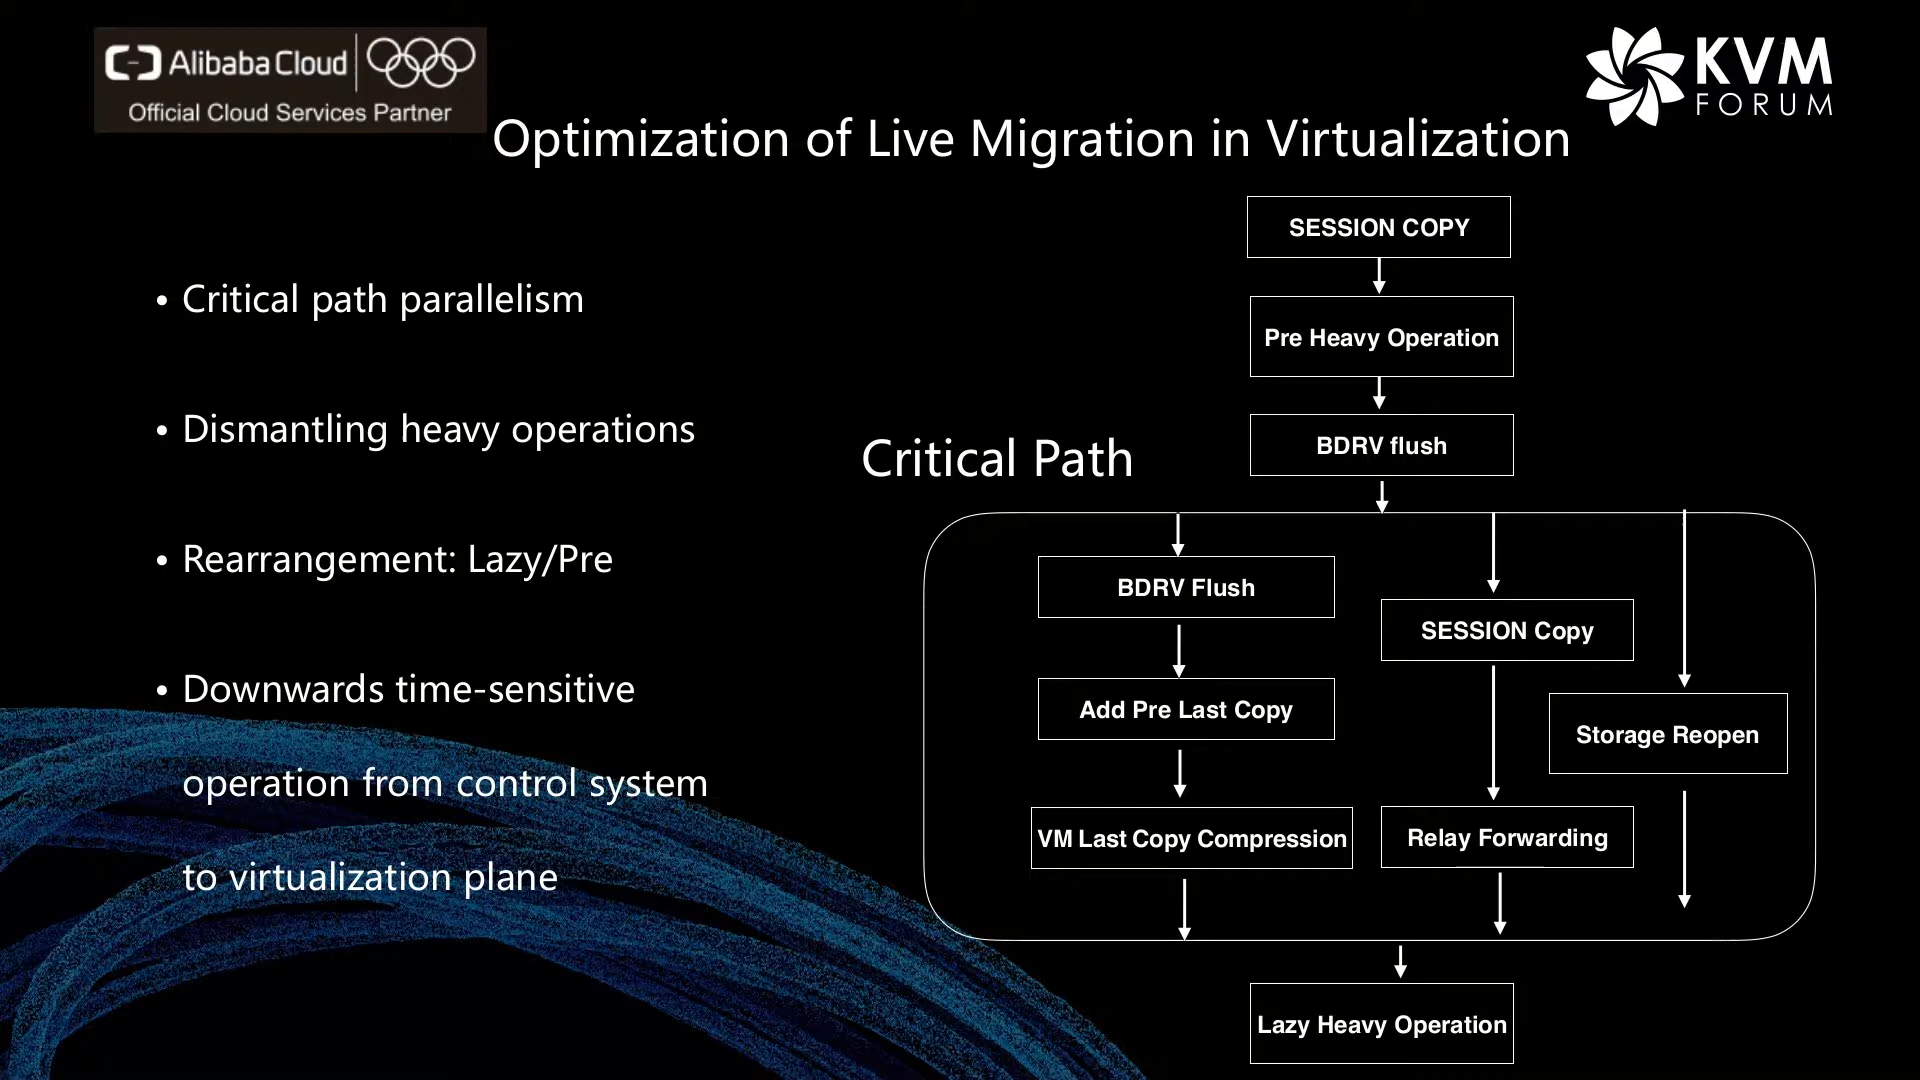 Alibaba Cloud
Official Cloud Services Partner
KVM
FORUM
Optimization of Live Migration in Virtualization
• Critical path parallelism
• Dismantling heavy operations
• Rearrangement: Lazy/Pre
• Downwards time-sensitive
operation from control system
to virtualization plane
SESSION COPY
Pre Heavy Operation
BDRV flush
Critical Path
BDRV Flush
Add Pre Last Copy
VM Last Copy Compression
SESSION Copy
Relay Forwarding
Storage Reopen
Lazy Heavy Operation